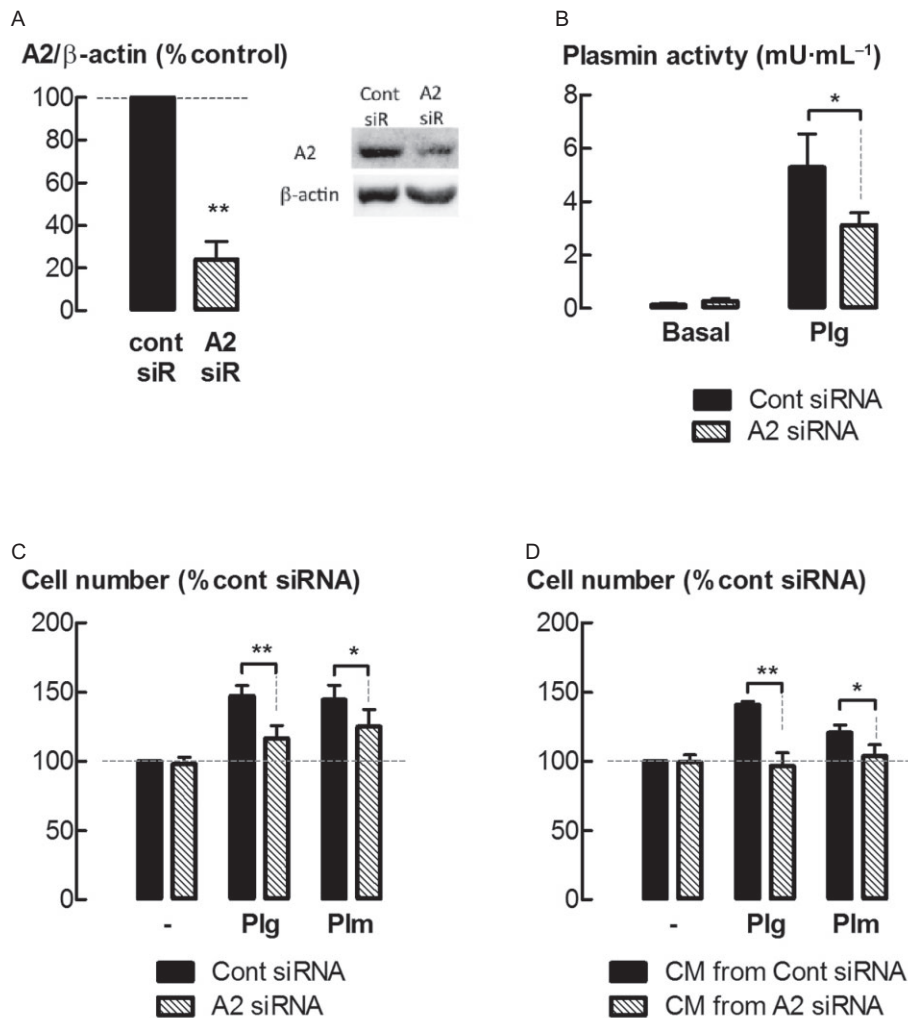 A
A2/β-actin (% control)
100
80
60
40
20
0
**
cont
siR
A2
siR
Cont
siR
A2
siR
A2
β-actin
B
Plasmin activty (mU·mL⁻¹)
8
6
4
2
0
*
Basal
Plg
Cont siRNA
A2 siRNA
C
Cell number (% cont siRNA)
200
150
100
50
0
**
*
-
Plg
Plm
Cont siRNA
A2 siRNA
D
Cell number (% cont siRNA)
200
150
100
50
0
**
*
-
Plg
Plm
CM from Cont siRNA
CM from A2 siRNA